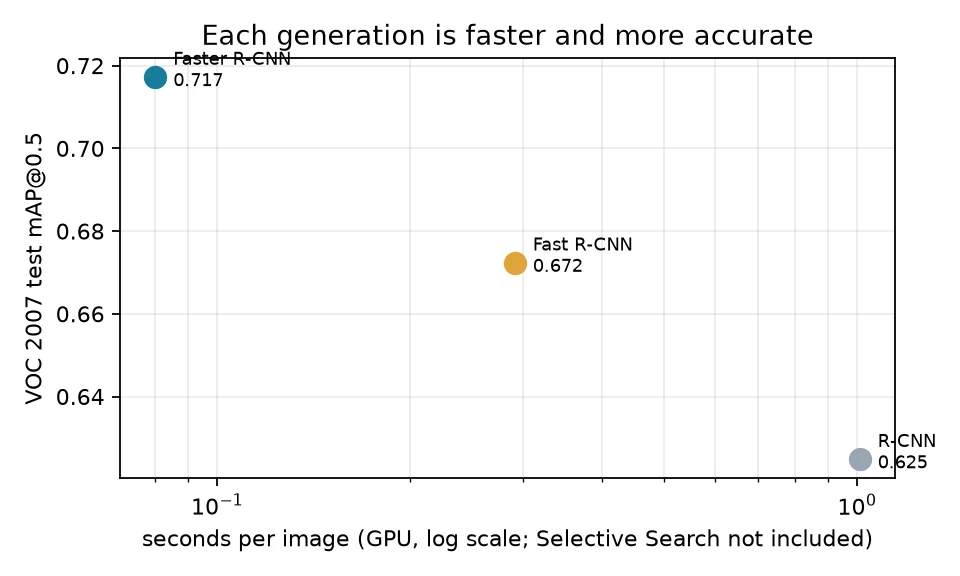 Each generation is faster and more accurate
Faster R-CNN
0.717
Fast R-CNN
0.672
R-CNN
0.625
VOC 2007 test mAP@0.5
0.72
0.70
0.68
0.66
0.64
10⁻¹
10⁰
seconds per image (GPU, log scale; Selective Search not included)